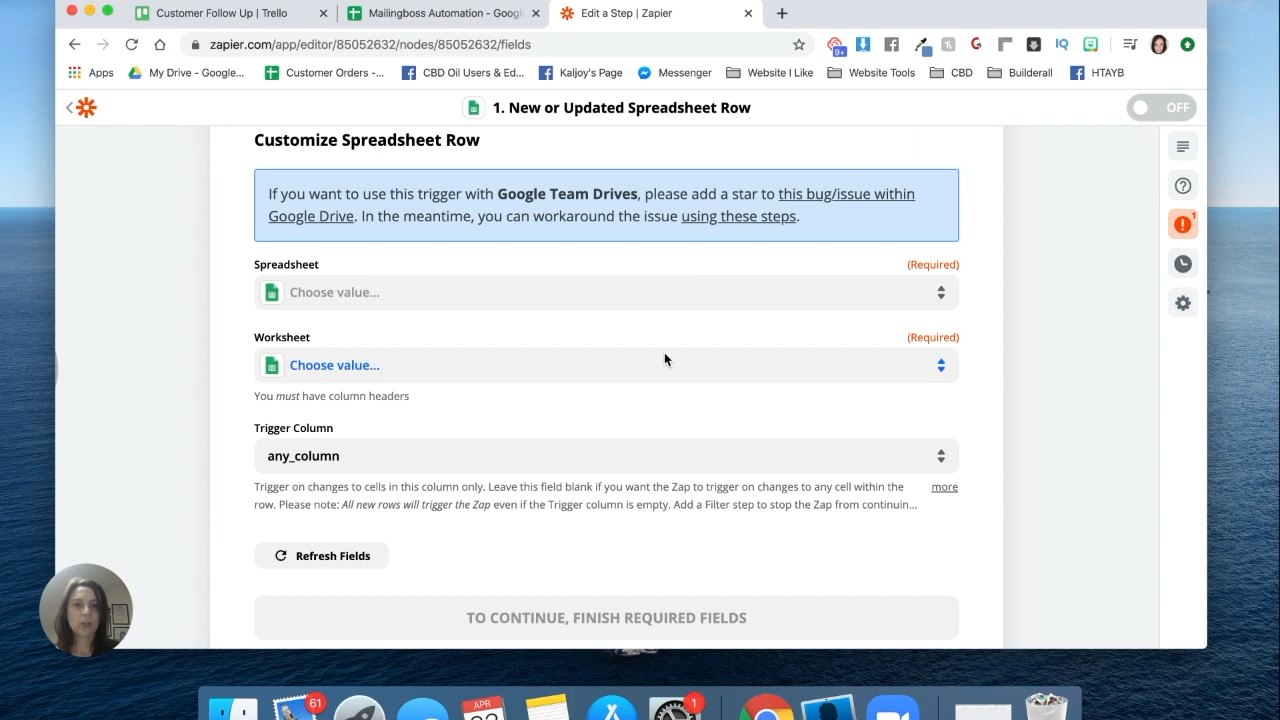 Customer Follow Up | Trello
Mailingboss Automation - Googl
Edit a Step | Zapier
zapier.com/app/editor/85052632/nodes/85052632/fields
9+
IQ
Apps
My Drive - Google...
Customer Orders -...
CBD Oil Users & Ed...
Kaljoy's Page
Messenger
Website I Like
Website Tools
CBD
Builderall
HTAYB
1. New or Updated Spreadsheet Row
OFF
Customize Spreadsheet Row
If you want to use this trigger with Google Team Drives, please add a star to this bug/issue within
Google Drive. In the meantime, you can workaround the issue using these steps.
Spreadsheet
(Required)
Choose value...
Worksheet
(Required)
Choose value...
You must have column headers
Trigger Column
any_column
Trigger on changes to cells in this column only. Leave this field blank if you want the Zap to trigger on changes to any cell within the
more
row. Please note: All new rows will trigger the Zap even if the Trigger column is empty. Add a Filter step to stop the Zap from continuin...
Refresh Fields
TO CONTINUE, FINISH REQUIRED FIELDS
1
61
APR
1